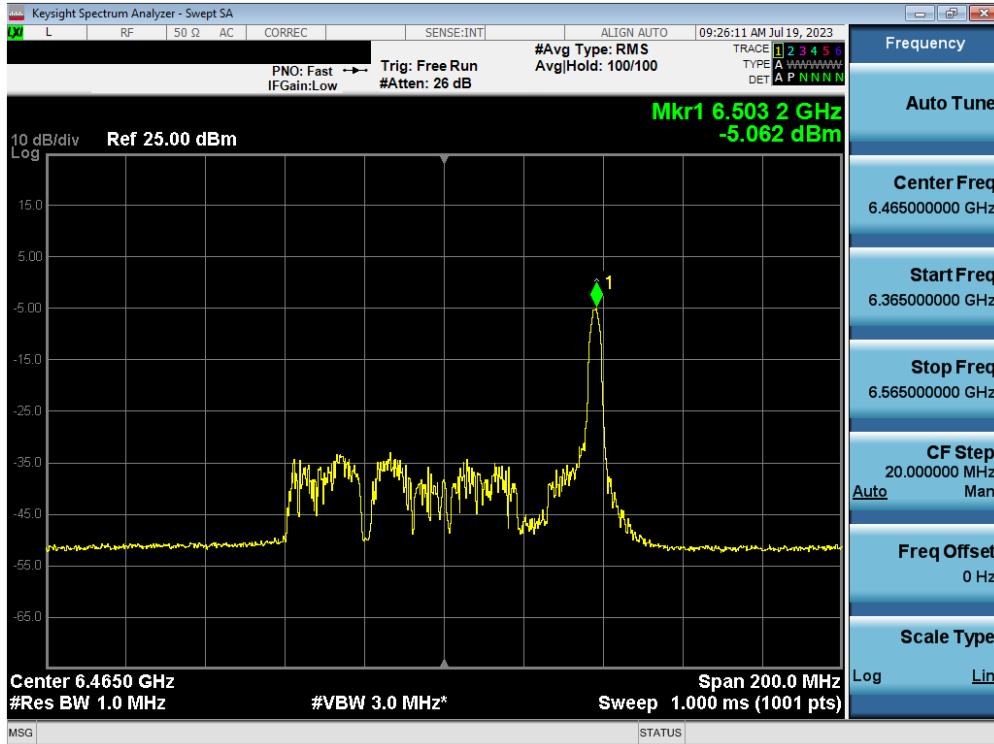 Keysight Spectrum Analyzer - Swept SA
LXI L RF 50 Ω AC CORREC SENSE:INT ALIGN AUTO 09:26:11 AM Jul 19, 2023
PNO: Fast
IFGain:Low
Trig: Free Run
#Atten: 26 dB
#Avg Type: RMS
Avg|Hold: 100/100
TRACE 1 2 3 4 5 6
TYPE A WWWWW
DET A P N N N N
Mkr1 6.503 2 GHz
-5.062 dBm
10 dB/div
Log
Ref 25.00 dBm
15.0
5.00
-5.00
-15.0
-25.0
-35.0
-45.0
-55.0
-65.0
1
Center 6.4650 GHz
Span 200.0 MHz
#Res BW 1.0 MHz
#VBW 3.0 MHz*
Sweep 1.000 ms (1001 pts)
MSG
STATUS
Frequency
Auto Tune
Center Freq
6.465000000 GHz
Start Freq
6.365000000 GHz
Stop Freq
6.565000000 GHz
CF Step
20.000000 MHz
Auto Man
Freq Offset
0 Hz
Scale Type
Log Lin